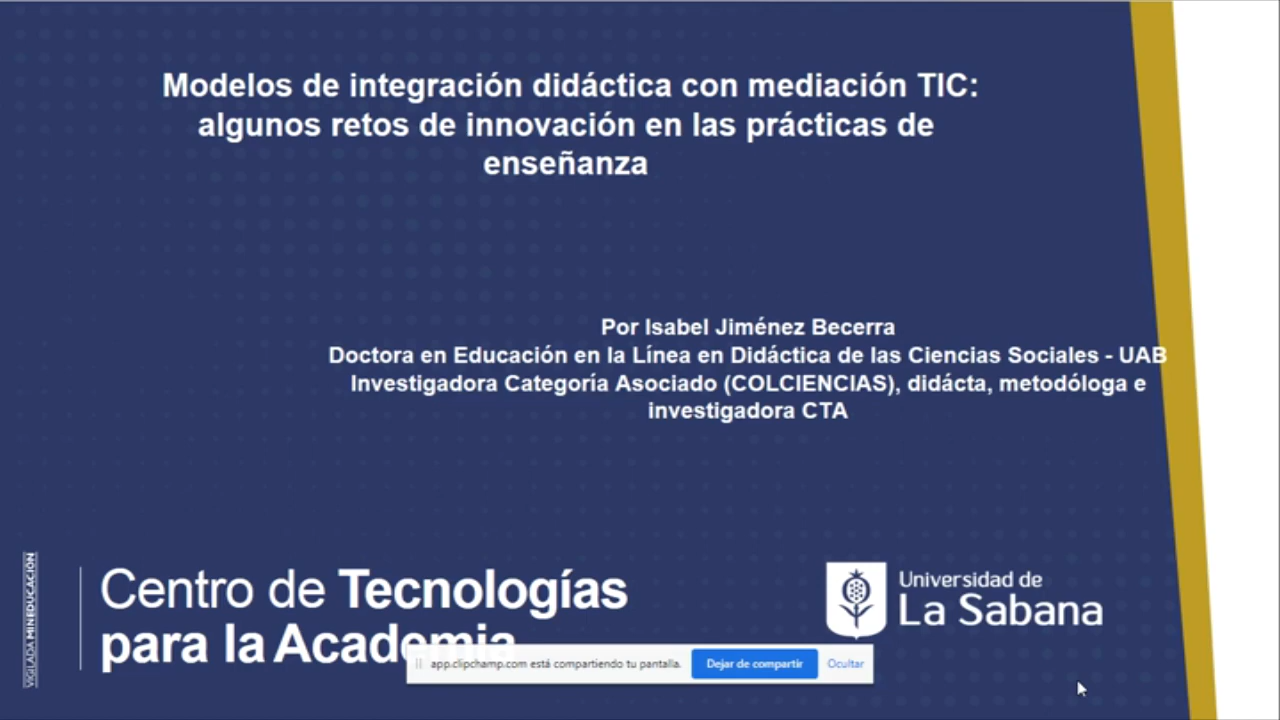 Modelos de integración didáctica con mediación TIC:
algunos retos de innovación en las prácticas de
enseñanza
Por Isabel Jiménez Becerra
Doctora en Educación en la Línea en Didáctica de las Ciencias Sociales - UAB
Investigadora Categoría Asociado (COLCIENCIAS), didácta, metodóloga e
investigadora CTA
VIGILADA MINEDUCACIÓN
Centro de Tecnologías
para la Academia
Universidad de
La Sabana
app.clipchamp.com está compartiendo tu pantalla.
Dejar de compartir
Ocultar